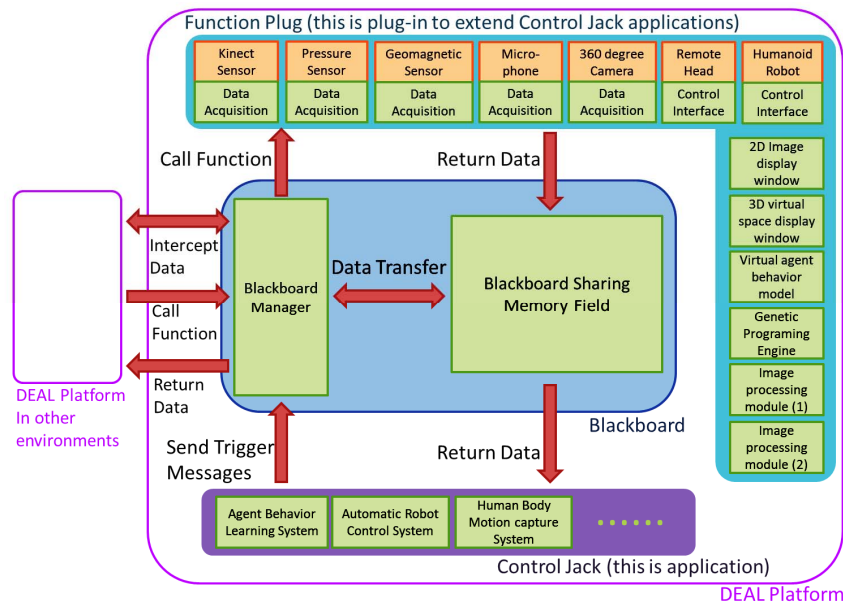 Function Plug (this is plug-in to extend Control Jack applications)
Kinect
Sensor
Data
Acquisition
Pressure
Sensor
Data
Acquisition
Geomagnetic
Sensor
Data
Acquisition
Micro-
phone
Data
Acquisition
360 degree
Camera
Data
Acquisition
Remote
Head
Control
Interface
Humanoid
Robot
Control
Interface
2D Image
display
window
3D virtual
space display
window
Virtual agent
behavior
model
Genetic
Programing
Engine
Image
processing
module (1)
Image
processing
module (2)
Call Function
Return Data
Intercept
Data
Call
Function
Return
Data
DEAL Platform
In other
environments
Blackboard
Manager
Data Transfer
Blackboard Sharing
Memory Field
Blackboard
Send Trigger
Messages
Return Data
Agent Behavior
Learning System
Automatic Robot
Control System
Human Body
Motion capture
System
......
Control Jack (this is application)
DEAL Platform